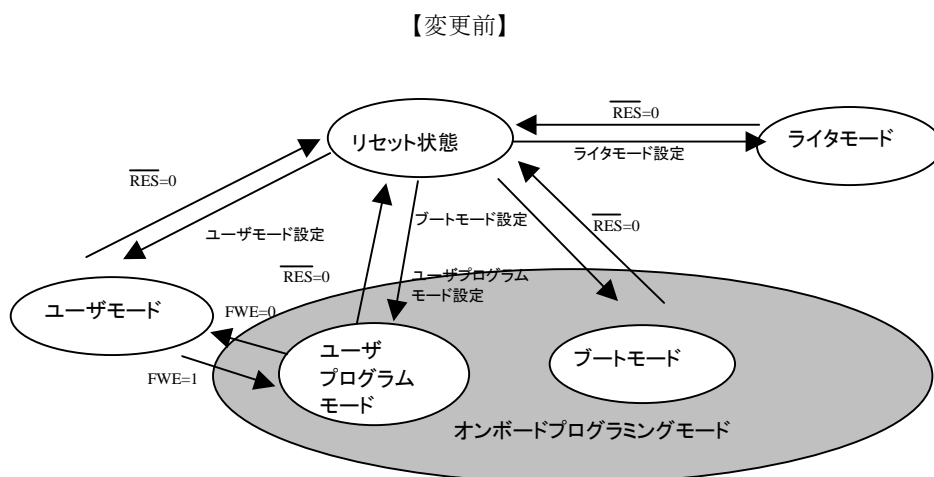 【変更前】
RES=0
リセット状態
ライタモード
ライタモード設定
RES=0
ユーザモード設定
ブートモード設定
RES=0
RES=0
ユーザプログラム
モード設定
ユーザモード
FWE=0
ユーザ
プログラム
モード
ブートモード
FWE=1
オンボードプログラミングモード